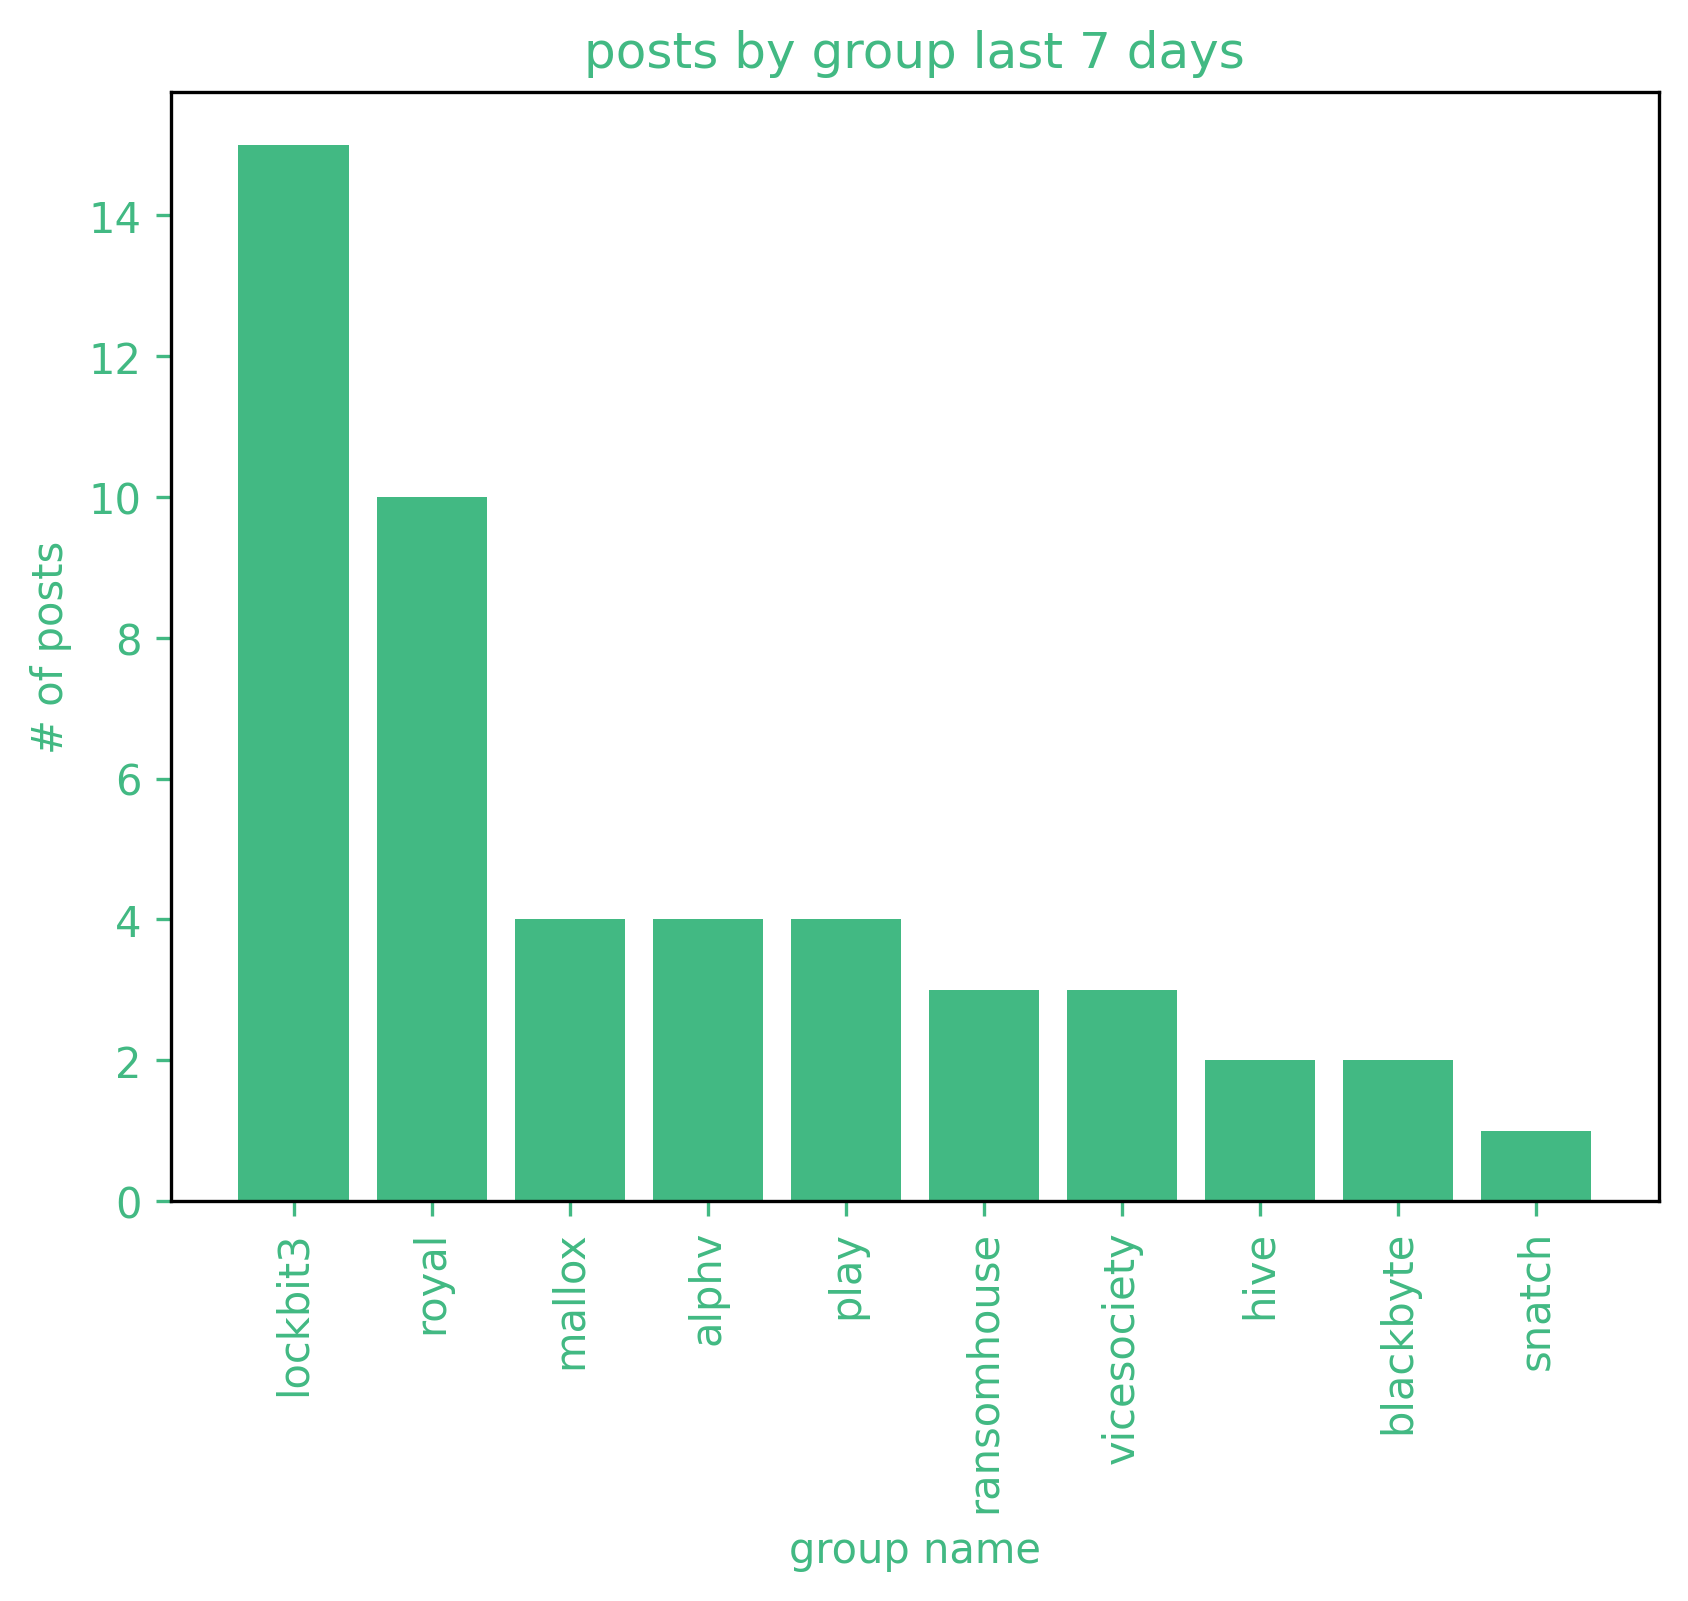 posts by group last 7 days
14
12
10
8
6
4
2
0
# of posts
lockbit3
royal
mallox
alphv
play
ransomhouse
vicesociety
hive
blackbyte
snatch
group name